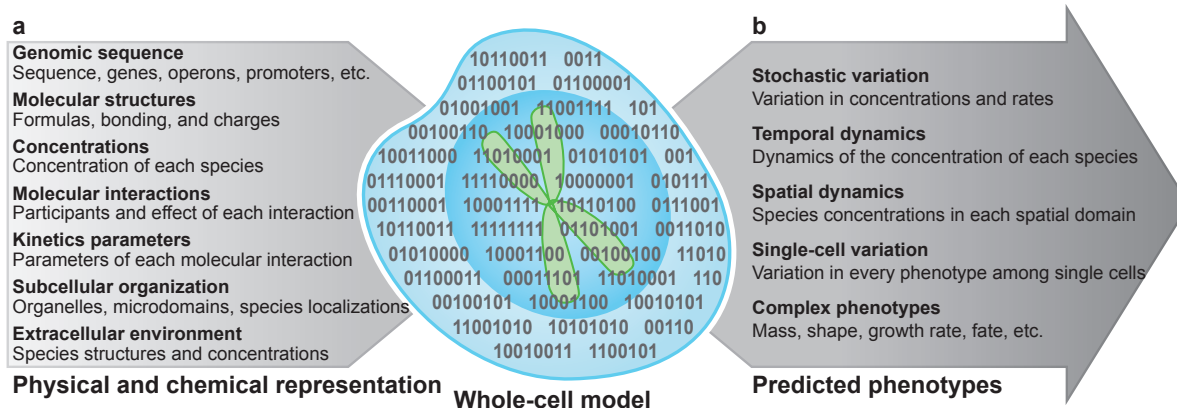 a
Genomic sequence
Sequence, genes, operons, promoters, etc.
Molecular structures
Formulas, bonding, and charges
Concentrations
Concentration of each species
Molecular interactions
Participants and effect of each interaction
Kinetics parameters
Parameters of each molecular interaction
Subcellular organization
Organelles, microdomains, species localizations
Extracellular environment
Species structures and concentrations
Physical and chemical representation
10110011 0011
01100101 01100001
01001001 11001111 101
00100110 10001000 00010110
10011000 11010001 01010101 001
01110001 11110000 10000001 010111
00110001 10001111 10110100 0111001
10110011 11111111 01101001 0011010
01010000 10001100 00100100 11010
01100011 00011101 11010001 110
00100101 10001100 10010101
11001010 10101010 00110
10010011 1100101
Whole-cell model
b
Stochastic variation
Variation in concentrations and rates
Temporal dynamics
Dynamics of the concentration of each species
Spatial dynamics
Species concentrations in each spatial domain
Single-cell variation
Variation in every phenotype among single cells
Complex phenotypes
Mass, shape, growth rate, fate, etc.
Predicted phenotypes